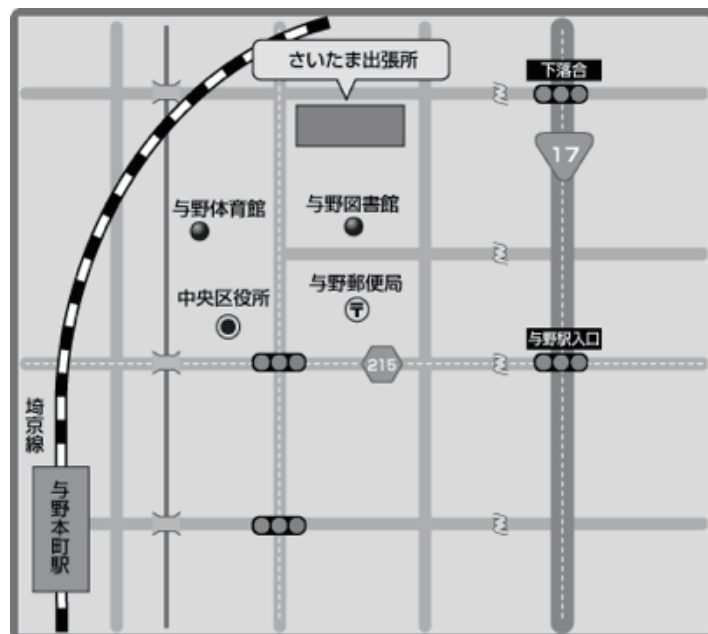 さいたま出張所
下落合
17
与野体育館
与野図書館
中央区役所
与野郵便局
〒
与野駅入口
215
埼京線
与野本町駅